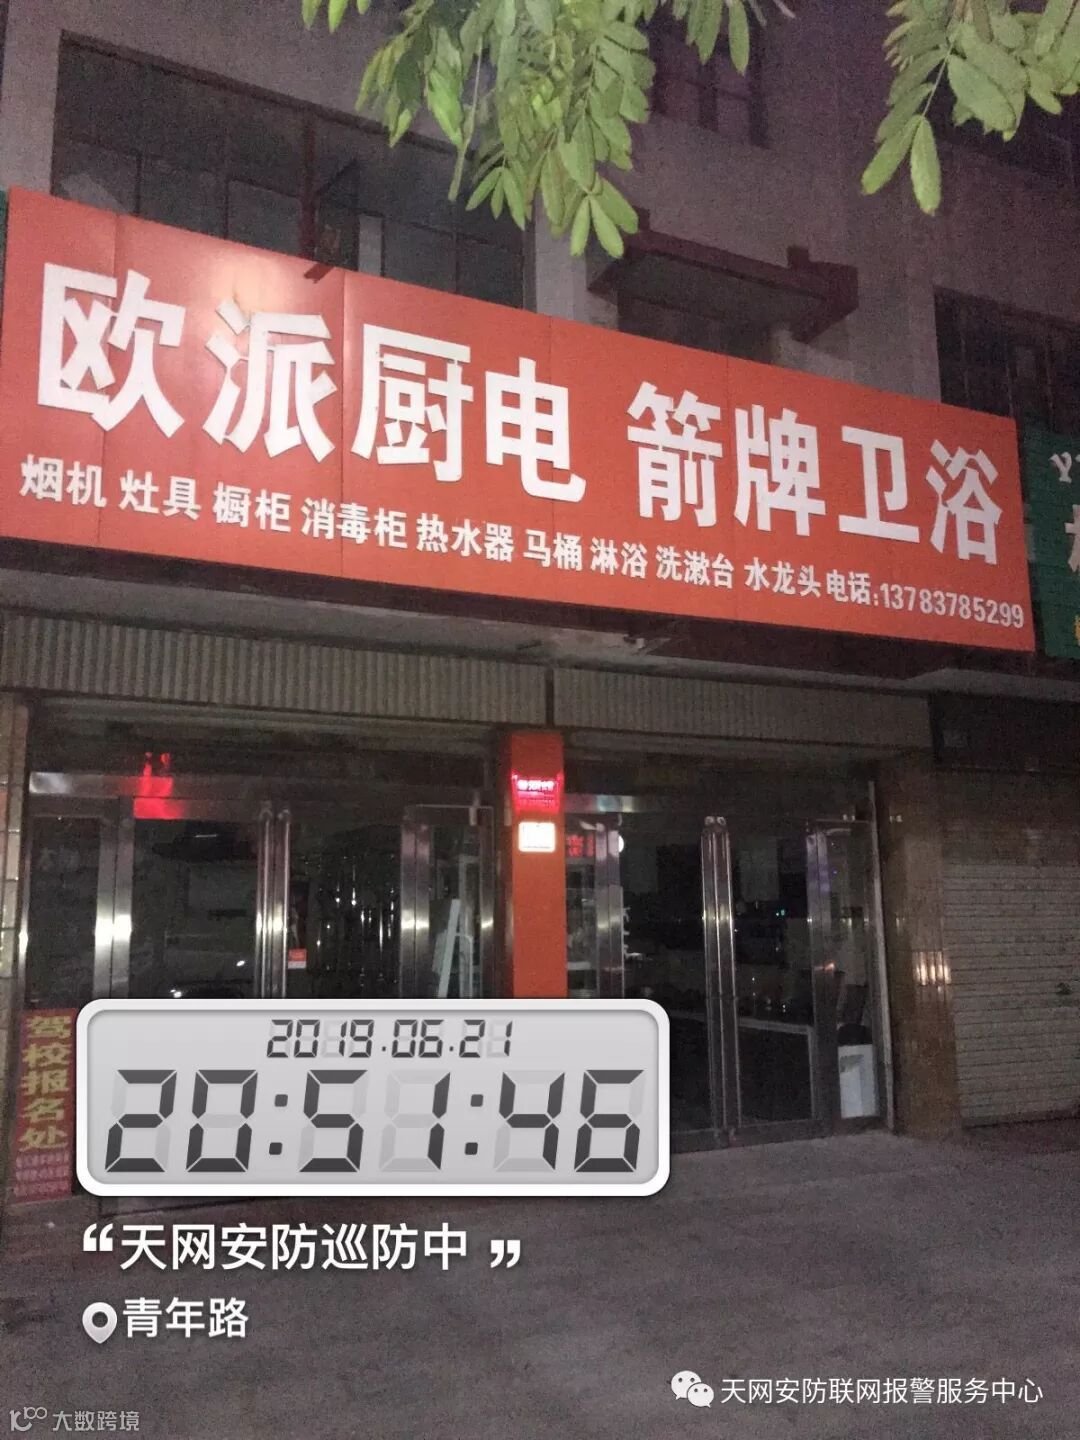 欧派厨电 箭牌卫浴
烟机 灶具 橱柜 消毒柜 热水器 马桶 淋浴 洗漱台 水龙头 电话:13783785299
驾校报名处
2019.06.21
20:51:46
“天网安防巡防中”
青年路
天网安防联网报警服务中心
大数跨境